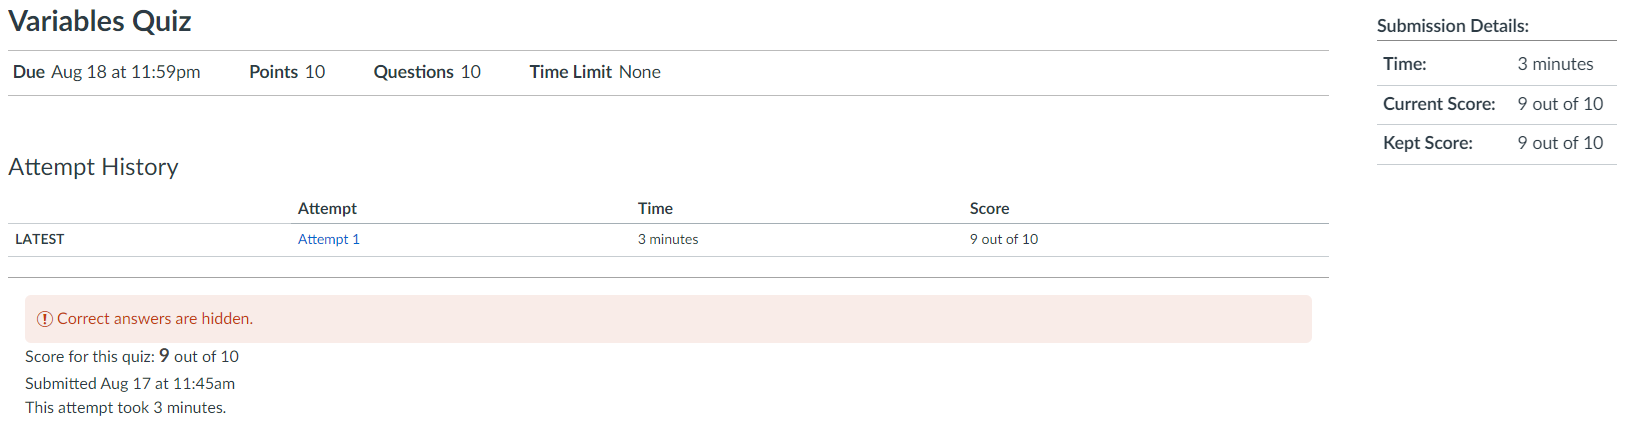 Variables Quiz
Due Aug 18 at 11:59pm Points 10 Questions 10 Time Limit None
Attempt History
Attempt Time Score
LATEST Attempt 1 3 minutes 9 out of 10
! Correct answers are hidden.
Score for this quiz: 9 out of 10
Submitted Aug 17 at 11:45am
This attempt took 3 minutes.
Submission Details:
Time: 3 minutes
Current Score: 9 out of 10
Kept Score: 9 out of 10